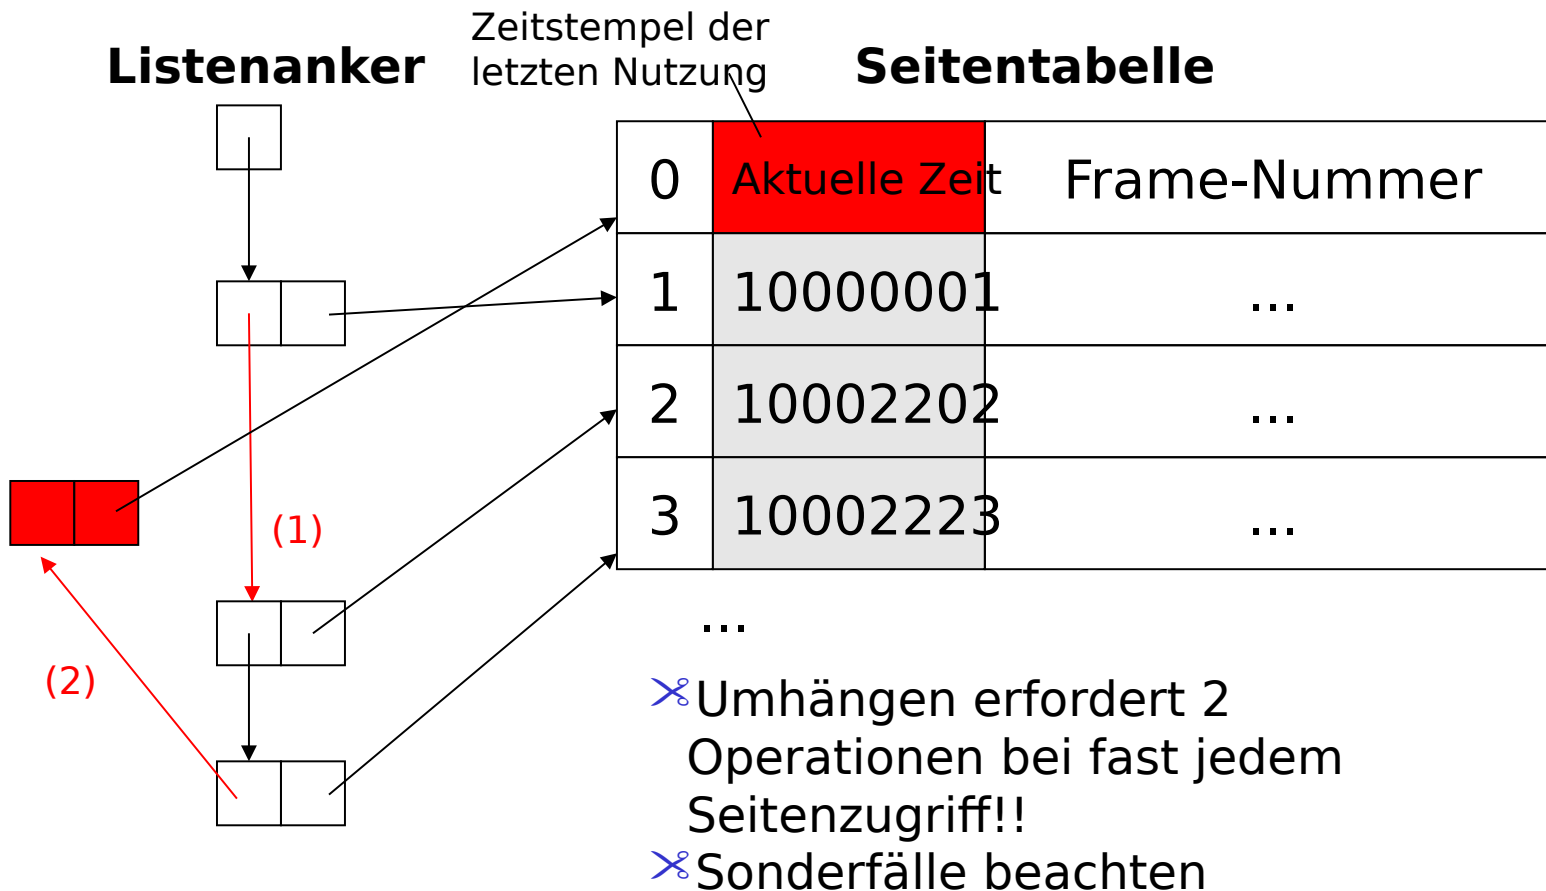 Zeitstempel der
letzten Nutzung
Listenanker
Seitentabelle
0 Aktuelle Zeit Frame-Nummer
1 10000001 ...
2 10002202 ...
3 10002223 ...
...
(1)
(2)
Umhängen erfordert 2
Operationen bei fast jedem
Seitenzugriff!!
Sonderfälle beachten